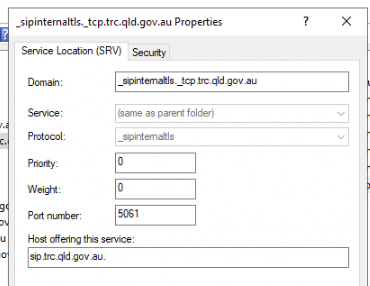 _sipinternaltls._tcp.trc.qld.gov.au Properties
?
Service Location (SRV)
Security
Domain:
_sipinternaltls._tcp.trc.qld.gov.au
Service:
(same as parent folder)
Protocol:
_sipinternaltls
Priority:
0
Weight:
0
Port number:
5061
Host offering this service:
sip.trc.qld.gov.au.